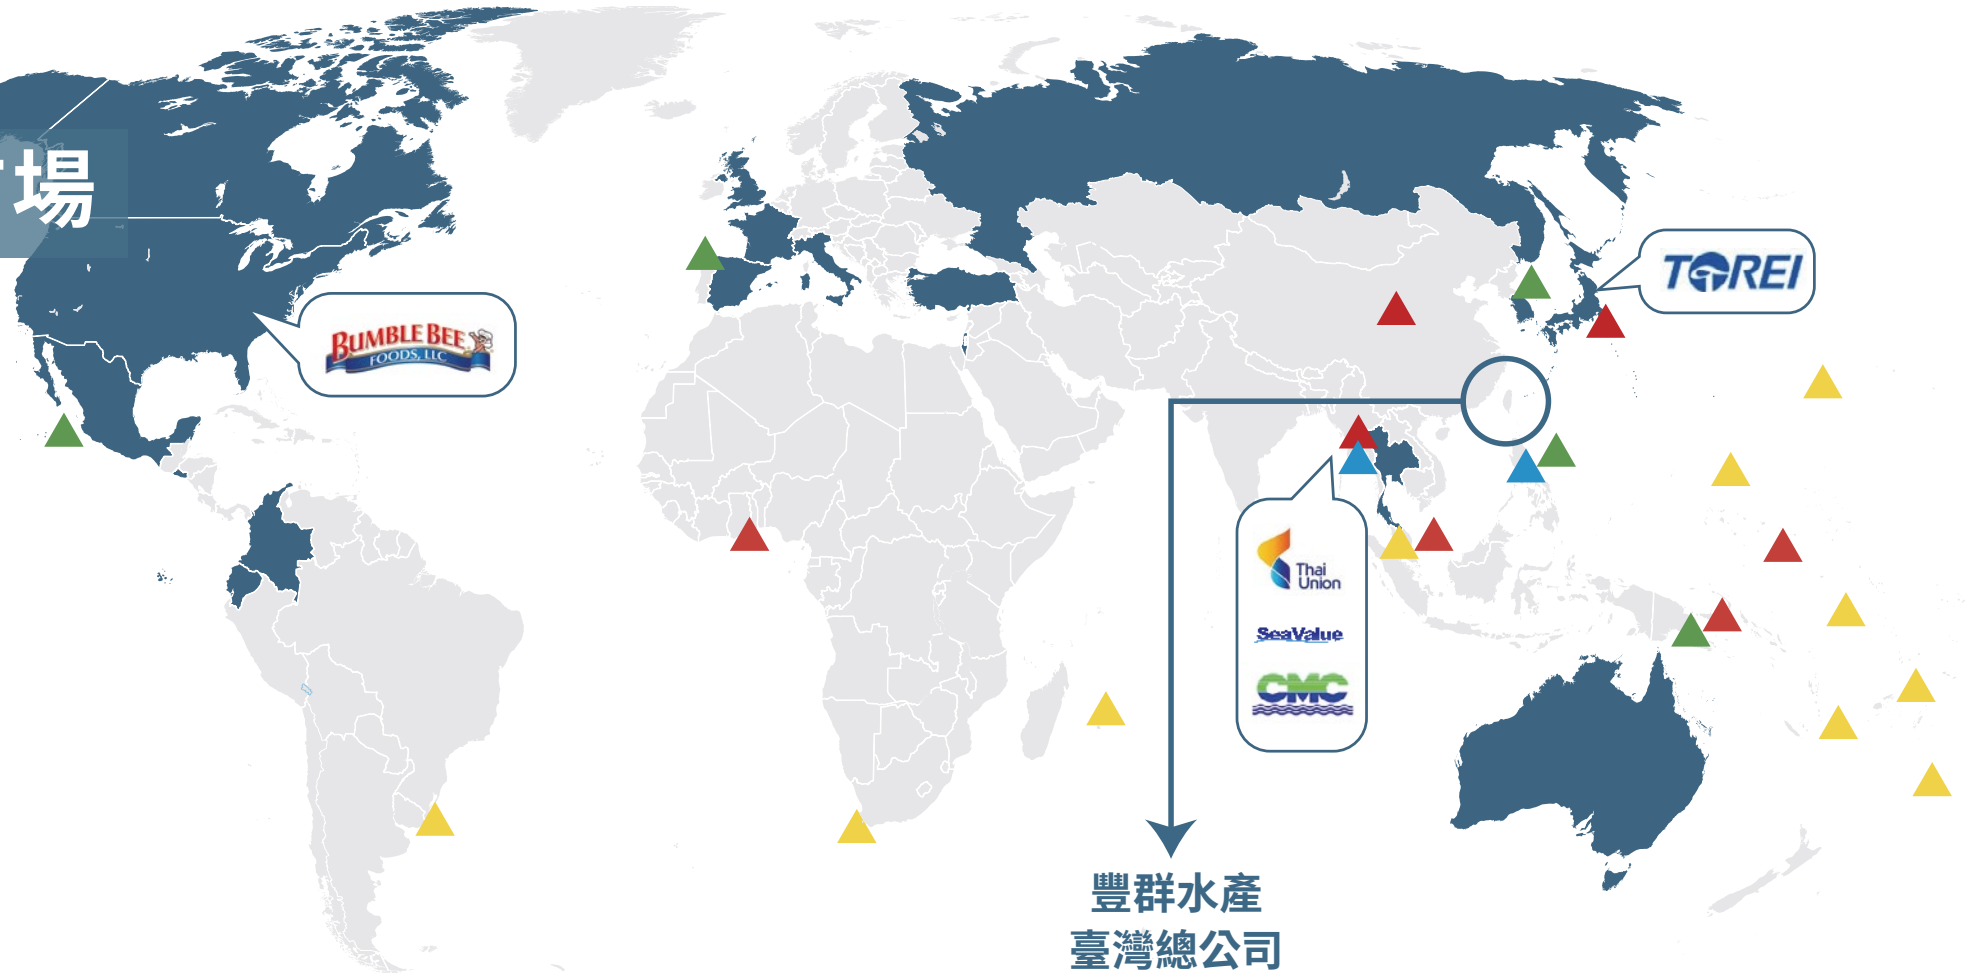 場
BUMBLE BEE
FOODS, LLC
TOREI
Thai
Union
SeaValue
CMC
豐群水產
臺灣總公司